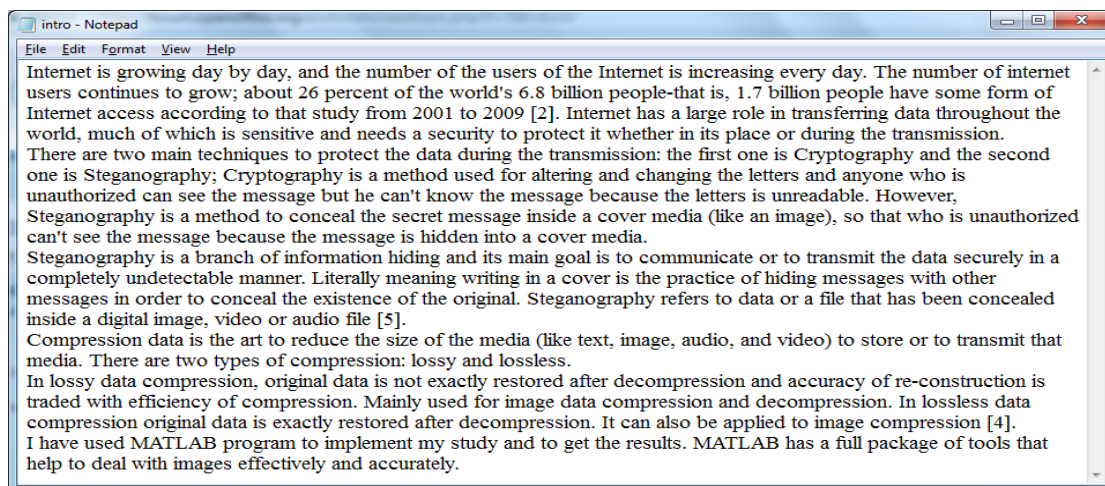 intro - Notepad
File Edit Format View Help
Internet is growing day by day, and the number of the users of the Internet is increasing every day. The number of internet
users continues to grow; about 26 percent of the world's 6.8 billion people-that is, 1.7 billion people have some form of
Internet access according to that study from 2001 to 2009 [2]. Internet has a large role in transferring data throughout the
world, much of which is sensitive and needs a security to protect it whether in its place or during the transmission.
There are two main techniques to protect the data during the transmission: the first one is Cryptography and the second
one is Steganography; Cryptography is a method used for altering and changing the letters and anyone who is
unauthorized can see the message but he can't know the message because the letters is unreadable. However,
Steganography is a method to conceal the secret message inside a cover media (like an image), so that who is unauthorized
can't see the message because the message is hidden into a cover media.
Steganography is a branch of information hiding and its main goal is to communicate or to transmit the data securely in a
completely undetectable manner. Literally meaning writing in a cover is the practice of hiding messages with other
messages in order to conceal the existence of the original. Steganography refers to data or a file that has been concealed
inside a digital image, video or audio file [5].
Compression data is the art to reduce the size of the media (like text, image, audio, and video) to store or to transmit that
media. There are two types of compression: lossy and lossless.
In lossy data compression, original data is not exactly restored after decompression and accuracy of re-construction is
traded with efficiency of compression. Mainly used for image data compression and decompression. In lossless data
compression original data is exactly restored after decompression. It can also be applied to image compression [4].
I have used MATLAB program to implement my study and to get the results. MATLAB has a full package of tools that
help to deal with images effectively and accurately.